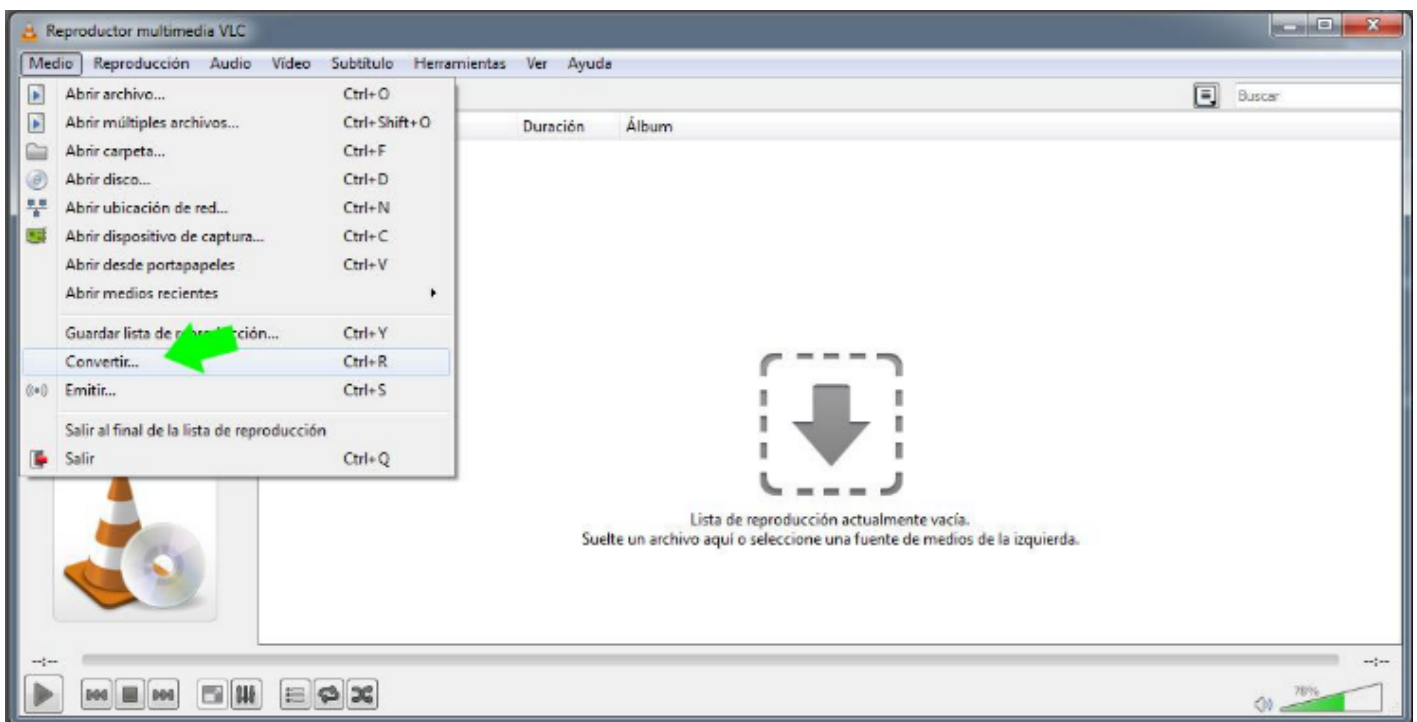 Reproductor multimedia VLC
Medio Reproducción Audio Vídeo Subtítulo Herramientas Ver Ayuda
Abrir archivo... Ctrl+O
Buscar
Abrir múltiples archivos... Ctrl+Shift+O
Duración Álbum
Abrir carpeta... Ctrl+F
Abrir disco... Ctrl+D
Abrir ubicación de red... Ctrl+N
Abrir dispositivo de captura... Ctrl+C
Abrir desde portapapeles Ctrl+V
Abrir medios recientes
Guardar lista de reproducción... Ctrl+Y
Convertir... Ctrl+R
Emitir... Ctrl+S
Salir al final de la lista de reproducción
Salir Ctrl+Q
Lista de reproducción actualmente vacía.
Suelte un archivo aquí o seleccione una fuente de medios de la izquierda.
--:-- --:--
78%